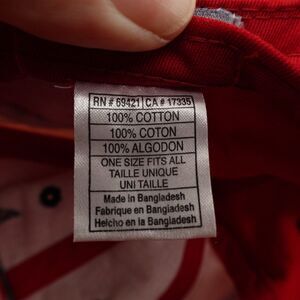 RN # 69421 CA # 17335
100% COTTON
100% COTON
100% ALGODON
ONE SIZE FITS ALL
TAILLE UNIQUE
UNI TAILLE
Made in Bangladesh
Fabrique en Bangladesh
Helcho en la Bangladesh